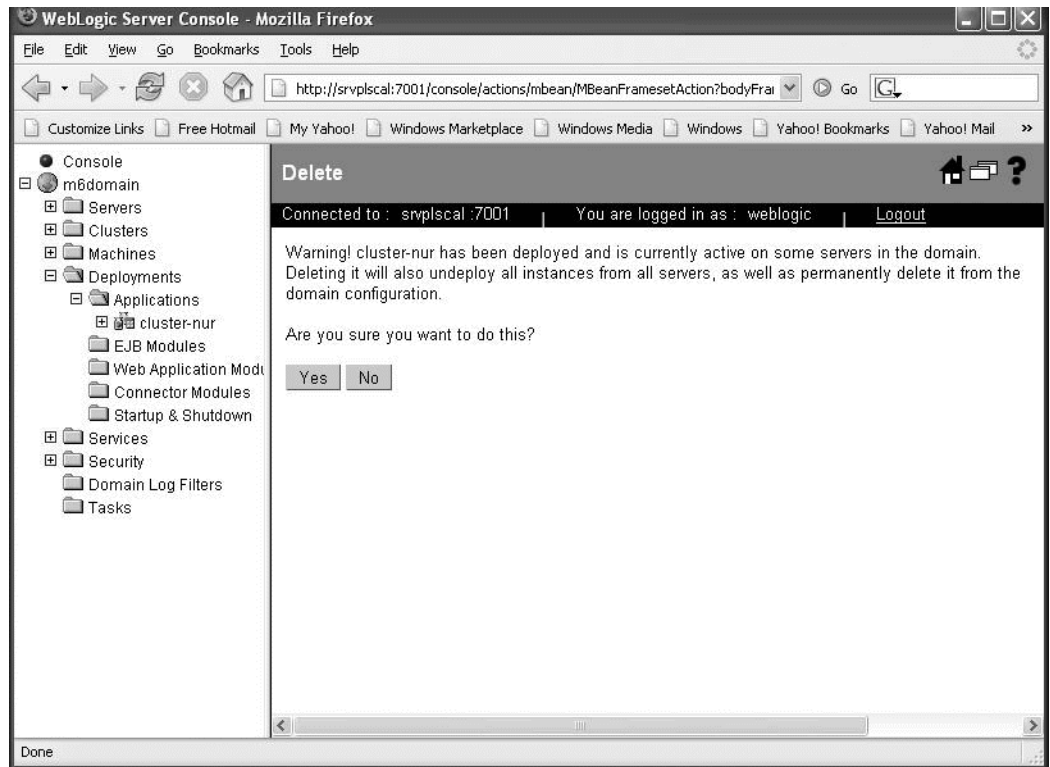 WebLogic Server Console - Mozilla Firefox
File Edit View Go Bookmarks Tools Help
http://srvplscal:7001/console/actions/mbean/MBeanFramesetAction?bodyFrar Go G
Customize Links Free Hotmail My Yahoo! Windows Marketplace Windows Media Windows Yahoo! Bookmarks Yahoo! Mail »
Console
m6domain
Servers
Clusters
Machines
Deployments
Applications
cluster-nur
EJB Modules
Web Application Modu
Connector Modules
Startup & Shutdown
Services
Security
Domain Log Filters
Tasks
Delete
?
Connected to : srvplscal :7001 You are logged in as : weblogic Logout
Warning! cluster-nur has been deployed and is currently active on some servers in the domain.
Deleting it will also undeploy all instances from all servers, as well as permanently delete it from the
domain configuration.
Are you sure you want to do this?
Yes No
Done